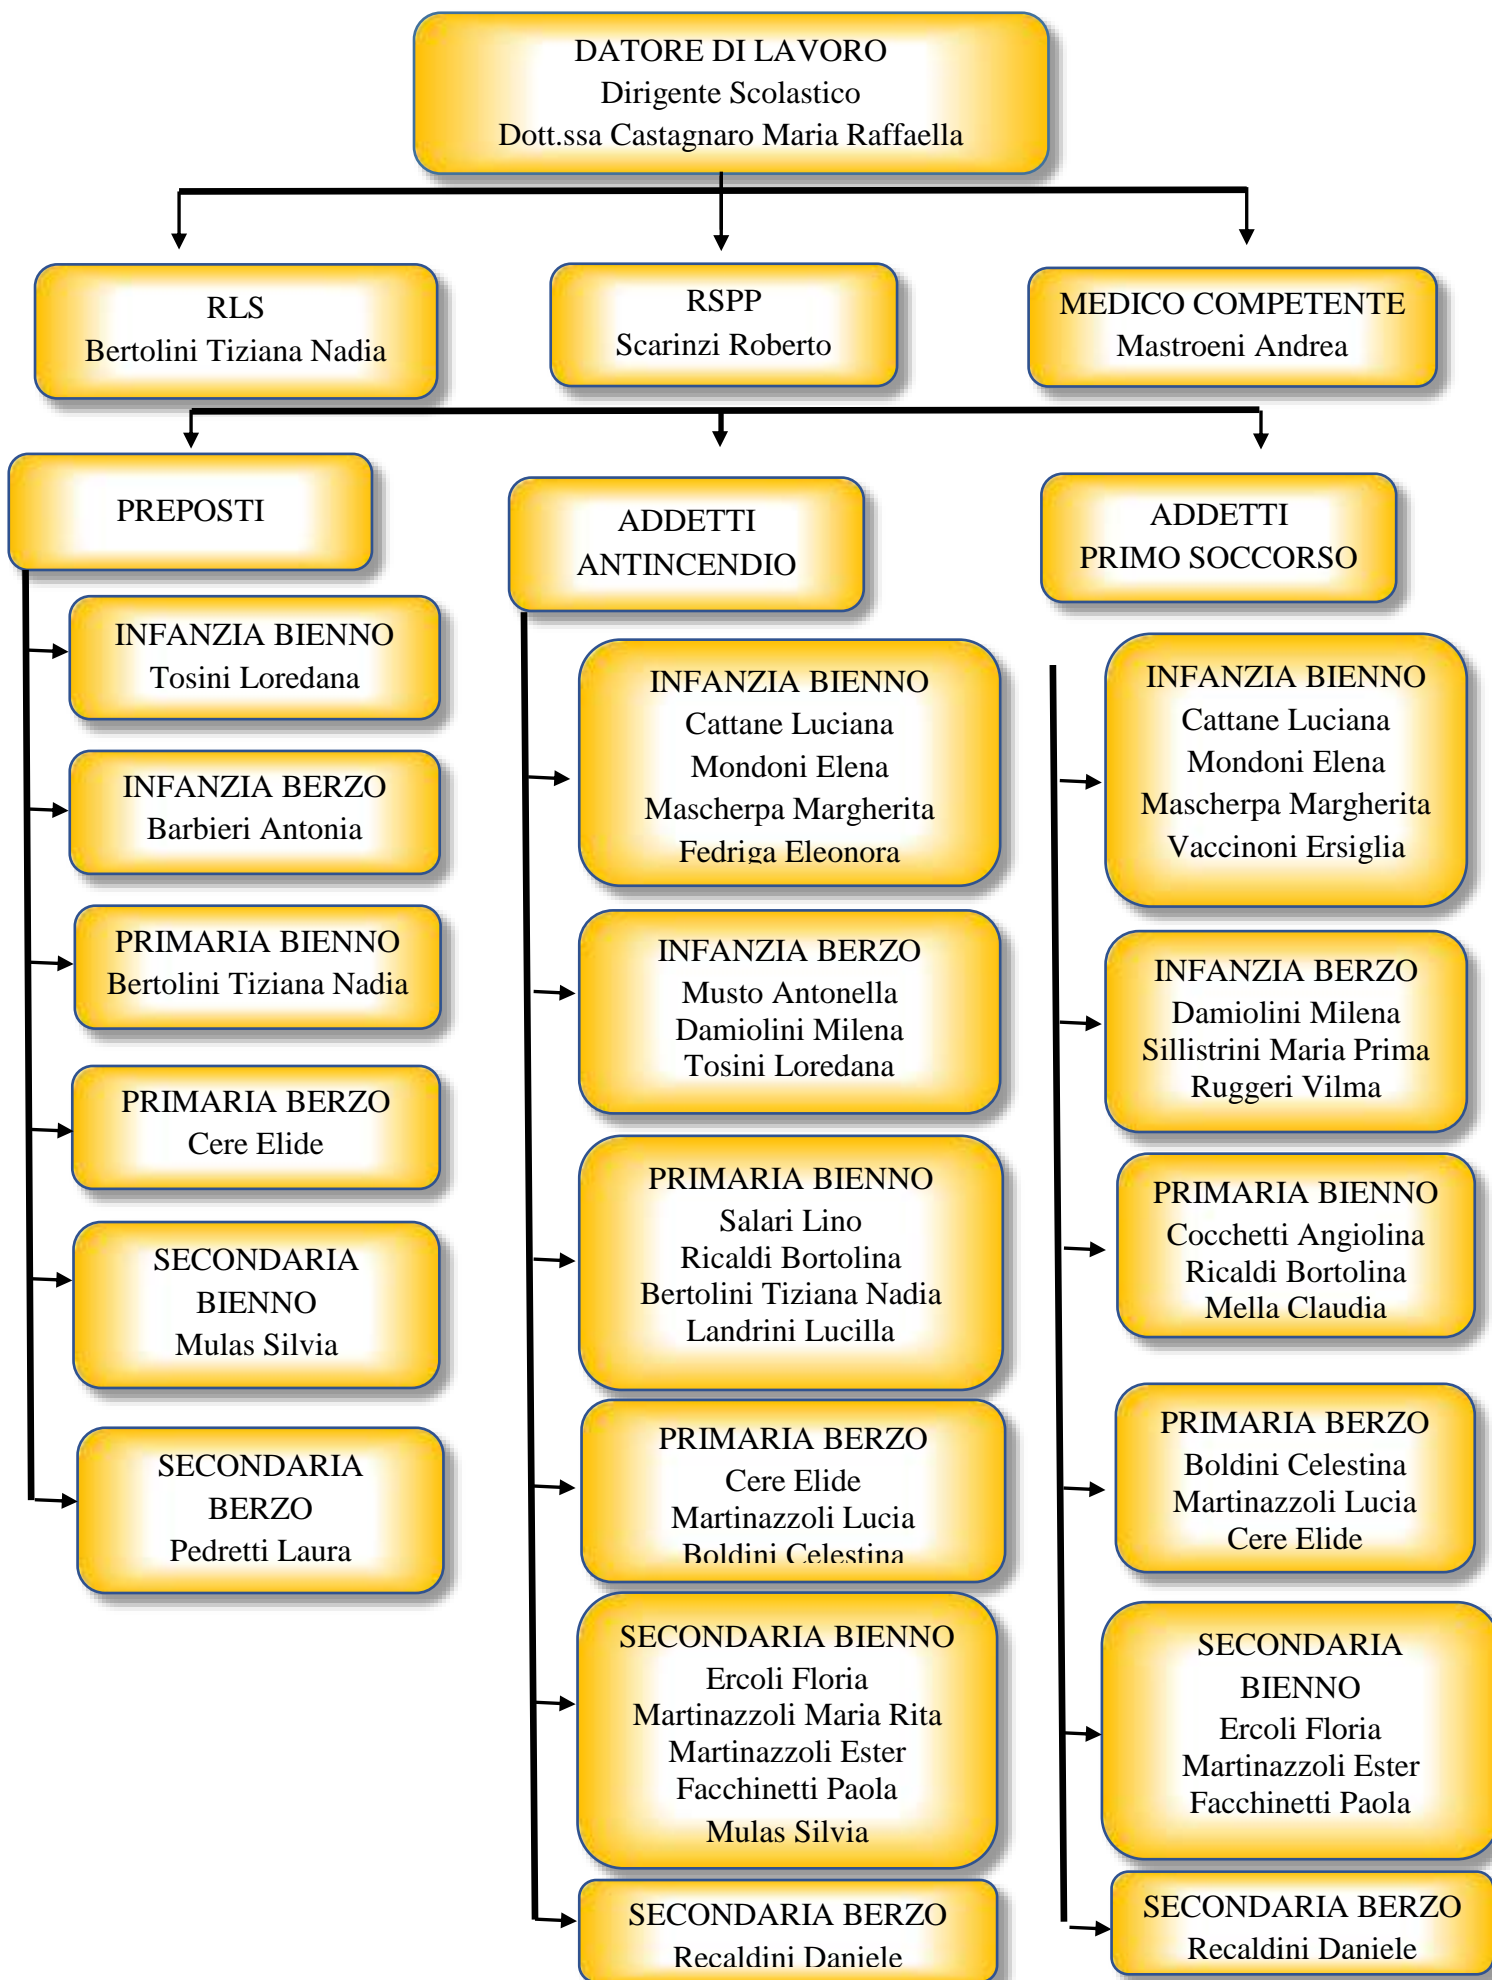 DATORE DI LAVORO
Dirigente Scolastico
Dott.ssa Castagnaro Maria Raffaella
RLS
Bertolini Tiziana Nadia
RSPP
Scarinzi Roberto
MEDICO COMPETENTE
Mastroeni Andrea
PREPOSTI
INFANZIA BIENNO
Tosini Loredana
INFANZIA BERZO
Barbieri Antonia
PRIMARIA BIENNO
Bertolini Tiziana Nadia
PRIMARIA BERZO
Cere Elide
SECONDARIA
BIENNO
Mulas Silvia
SECONDARIA
BERZO
Pedretti Laura
ADDETTI
ANTINCENDIO
INFANZIA BIENNO
Cattane Luciana
Mondoni Elena
Mascherpa Margherita
Fedriga Eleonora
INFANZIA BERZO
Musto Antonella
Damiolini Milena
Tosini Loredana
PRIMARIA BIENNO
Salari Lino
Ricaldi Bortolina
Bertolini Tiziana Nadia
Landrini Lucilla
PRIMARIA BERZO
Cere Elide
Martinazzoli Lucia
Boldini Celestina
SECONDARIA BIENNO
Ercoli Floria
Martinazzoli Maria Rita
Martinazzoli Ester
Facchinetti Paola
Mulas Silvia
SECONDARIA BERZO
Recaldini Daniele
ADDETTI
PRIMO SOCCORSO
INFANZIA BIENNO
Cattane Luciana
Mondoni Elena
Mascherpa Margherita
Vaccinoni Ersiglia
INFANZIA BERZO
Damiolini Milena
Sillistrini Maria Prima
Ruggeri Vilma
PRIMARIA BIENNO
Cocchetti Angiolina
Ricaldi Bortolina
Mella Claudia
PRIMARIA BERZO
Boldini Celestina
Martinazzoli Lucia
Cere Elide
SECONDARIA
BIENNO
Ercoli Floria
Martinazzoli Ester
Facchinetti Paola
SECONDARIA BERZO
Recaldini Daniele